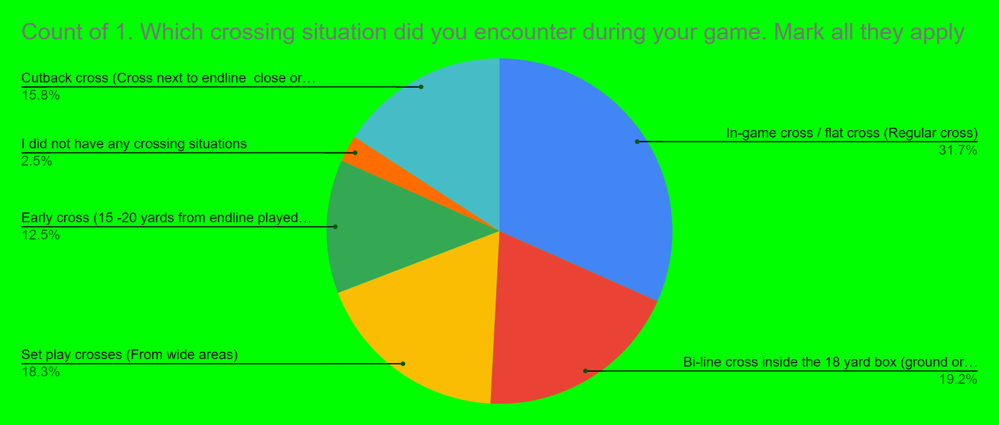 Count of 1. Which crossing situation did you encounter during your game. Mark all they apply
Cutback cross (Cross next to endline  close or…
15.8%
In-game cross / flat cross (Regular cross)
31.7%
I did not have any crossing situations
2.5%
Early cross (15 -20 yards from endline played…
12.5%
Set play crosses (From wide areas)
18.3%
Bi-line cross inside the 18 yard box (ground or…
19.2%